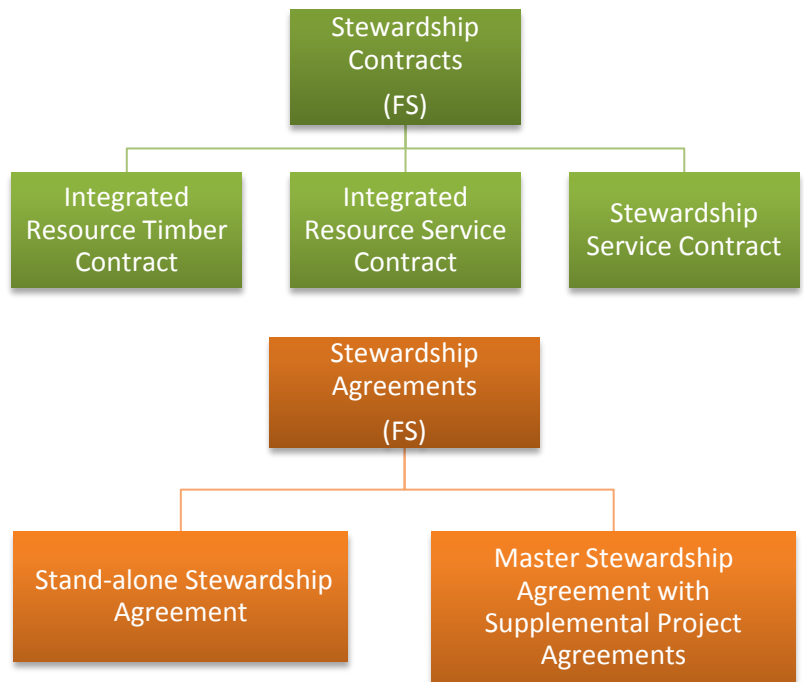 Stewardship
Contracts
(FS)
Integrated
Resource Timber
Contract
Integrated
Resource Service
Contract
Stewardship
Service Contract
Stewardship
Agreements
(FS)
Stand-alone Stewardship
Agreement
Master Stewardship
Agreement with
Supplemental Project
Agreements